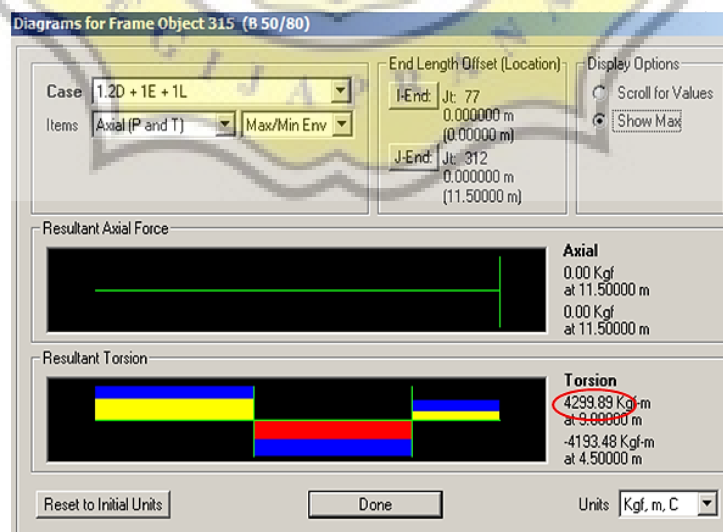 Diagrams for Frame Object 315 (B 50/80)
Case 1.2D + 1E + 1L
Items Axial (P and T) Max/Min Env
End Length Offset (Location)
I-End: Jt: 77
0.000000 m
(0.00000 m)
J-End: Jt: 312
0.000000 m
(11.50000 m)
Display Options
Scroll for Values
Show Max
Resultant Axial Force
Axial
0.00 Kgf
at 11.50000 m
0.00 Kgf
at 11.50000 m
Resultant Torsion
Torsion
4299.89 Kgf-m
at 9.00000 m
-4193.48 Kgf-m
at 4.50000 m
Reset to Initial Units
Done
Units Kgf, m, C